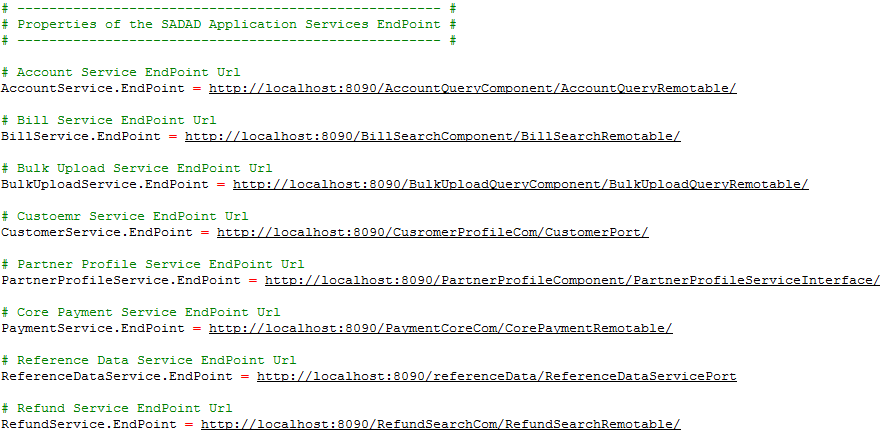 # ----------------------------------------------------- #
# Properties of the SADAD Application Services EndPoint #
# ----------------------------------------------------- #
# Account Service EndPoint Url
AccountService.EndPoint = http://localhost:8090/AccountQueryComponent/AccountQueryRemotable/
# Bill Service EndPoint Url
BillService.EndPoint = http://localhost:8090/BillSearchComponent/BillSearchRemotable/
# Bulk Upload Service EndPoint Url
BulkUploadService.EndPoint = http://localhost:8090/BulkUploadQueryComponent/BulkUploadQueryRemotable/
# Custoemr Service EndPoint Url
CustomerService.EndPoint = http://localhost:8090/CusromerProfileCom/CustomerPort/
# Partner Profile Service EndPoint Url
PartnerProfileService.EndPoint = http://localhost:8090/PartnerProfileComponent/PartnerProfileServiceInterface/
# Core Payment Service EndPoint Url
PaymentService.EndPoint = http://localhost:8090/PaymentCoreCom/CorePaymentRemotable/
# Reference Data Service EndPoint Url
ReferenceDataService.EndPoint = http://localhost:8090/referenceData/ReferenceDataServicePort
# Refund Service EndPoint Url
RefundService.EndPoint = http://localhost:8090/RefundSearchCom/RefundSearchRemotable/